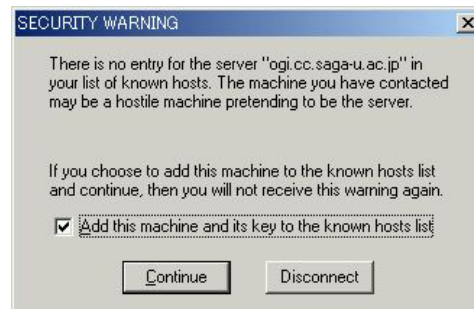 SECURITY WARNING
There is no entry for the server "ogi.cc.saga-u.ac.jp" in
your list of known hosts. The machine you have contacted
may be a hostile machine pretending to be the server.
If you choose to add this machine to the known hosts list
and continue, then you will not receive this warning again.
Add this machine and its key to the known hosts list
Continue Disconnect